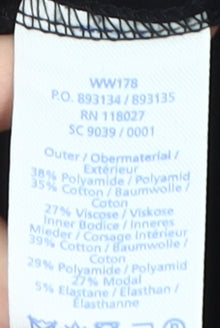 WW178
P.O. 893134 / 893135
RN 118027
SC 9039 / 0001
Outer / Obermaterial /
Extérieur
38% Polyamide / Polyamid
35% Cotton / Baumwolle /
Coton
27% Viscose / Viskose
Inner Bodice / Inneres
Mieder / Corsage Intérieur
39% Cotton / Baumwolle /
Coton
29% Polyamide / Polyamid
27% Modal
5% Elastane / Elasthan /
Elasthanne